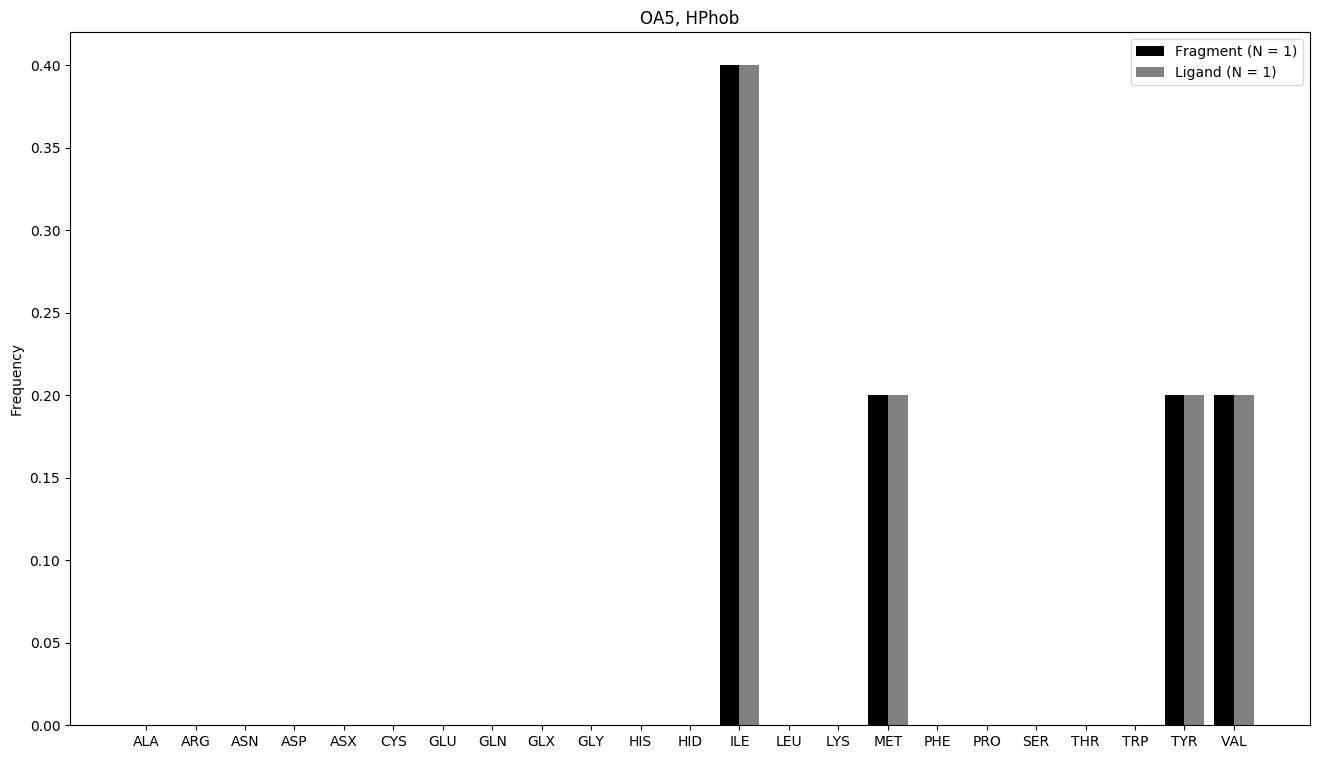 OA5, HPhob
Fragment (N = 1)
Ligand (N = 1)
0.40
0.35
0.30
0.25
0.20
0.15
0.10
0.05
0.00
Frequency
ALA ARG ASN ASP ASX CYS GLU GLN GLX GLY HIS HID ILE LEU LYS MET PHE PRO SER THR TRP TYR VAL